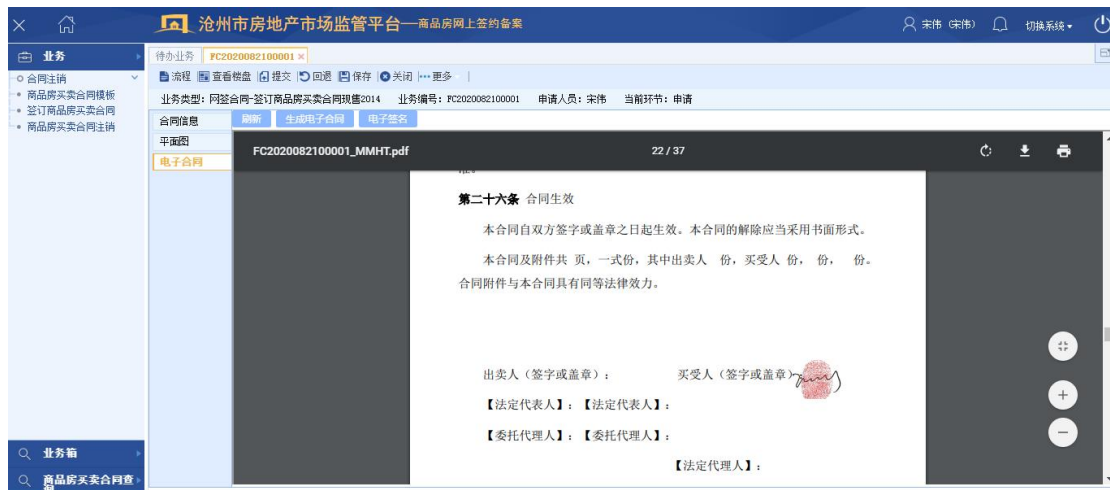 沧州市房地产市场监管平台—商品房网上签约备案
宋伟（宋伟）
切换系统
业务
合同注销
商品房买卖合同模板
签订商品房买卖合同
商品房买卖合同注销
待办业务 FC2020082100001 ×
流程 查看楼盘 提交 回退 保存 关闭 更多
业务类型：网签合同-签订商品房买卖合同现售2014 业务编号：FC2020082100001 申请人员：宋伟 当前环节：申请
合同信息
刷新 生成电子合同 电子签名
平面图
电子合同
FC2020082100001_MMHT.pdf 22 / 37
第二十六条 合同生效
本合同自双方签字或盖章之日起生效。本合同的解除应当采用书面形式。
本合同及附件共 页，一式份，其中出卖人 份，买受人 份， 份， 份。
合同附件与本合同具有同等法律效力。
出卖人（签字或盖章）： 买受人（签字或盖章）
【法定代表人】：【法定代表人】：
【委托代理人】：【委托代理人】：
【法定代理人】：
业务箱
商品房买卖合同查